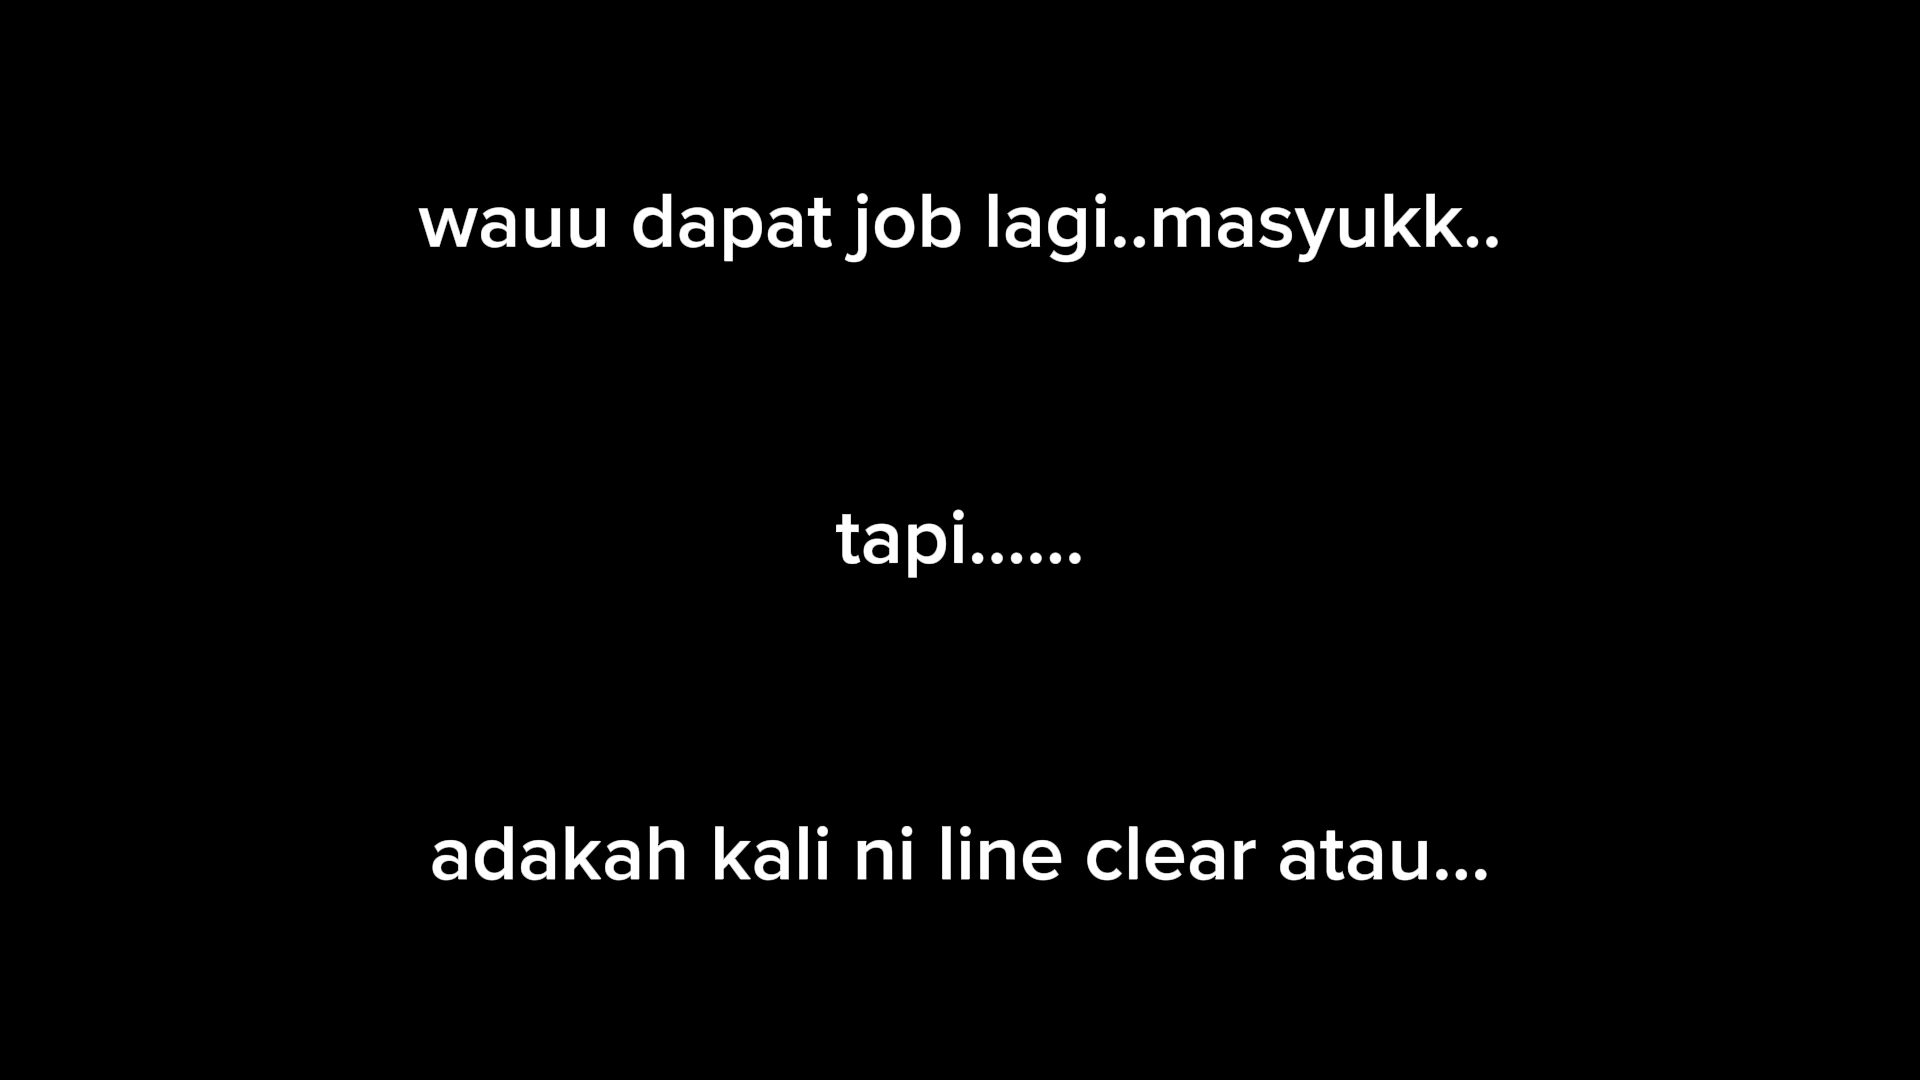 wauu dapat job lagi..masyukk..
tapi......
adakah kali ni line clear atau...